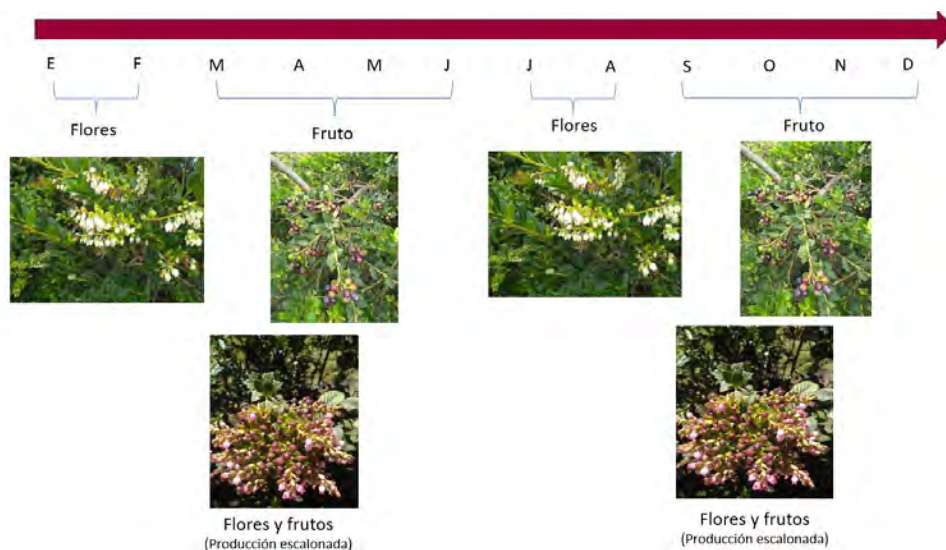 E F M A M J J A S O N D
Flores Fruto Flores Fruto
Flores y frutos
(Producción escalonada)
Flores y frutos
(Producción escalonada)